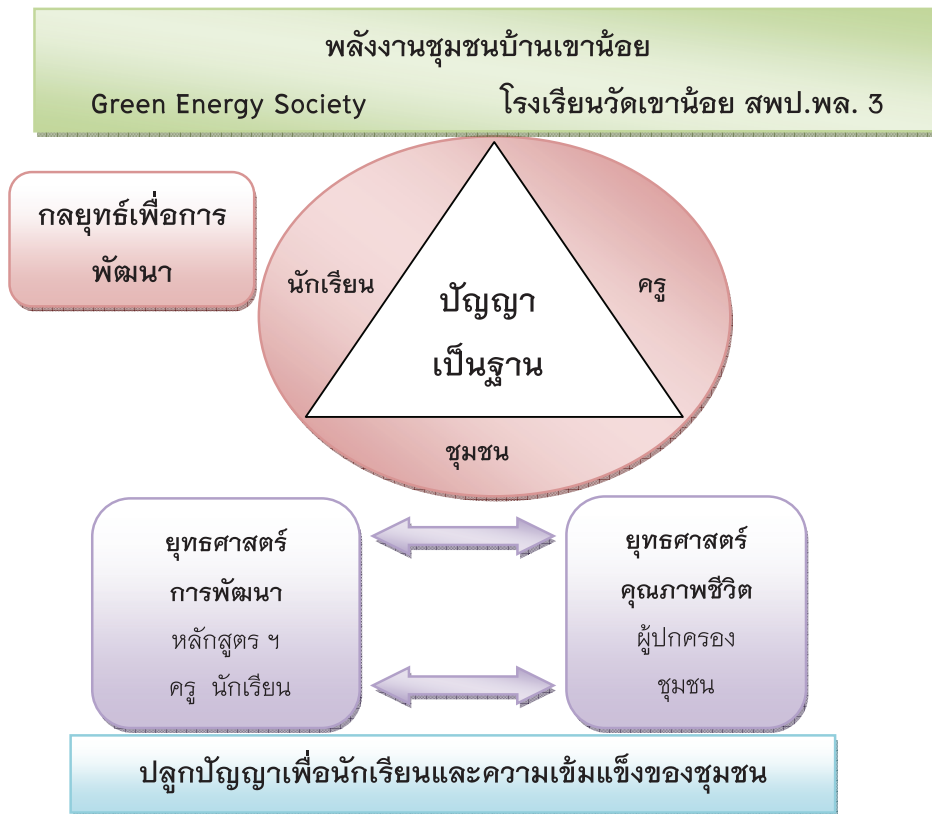 พลังงานชุมชนบ้านเขาน้อย
Green Energy Society โรงเรียนวัดเขาน้อย สพป.พล. 3
กลยุทธ์เพื่อการ
พัฒนา
นักเรียน
ครู
ปัญญา
เป็นฐาน
ชุมชน
ยุทธศาสตร์
การพัฒนา
หลักสูตร ฯ
ครู นักเรียน
ยุทธศาสตร์
คุณภาพชีวิต
ผู้ปกครอง
ชุมชน
ปลูกปัญญาเพื่อนักเรียนและความเข้มแข็งของชุมชน